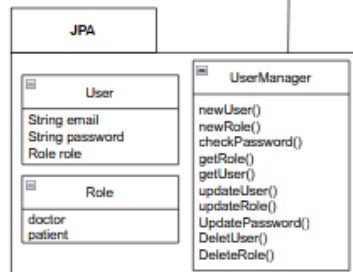 JPA
User
String email
String password
Role role
Role
doctor
patient
UserManager
newUser()
newRole()
checkPassword()
getRole()
getUser()
updateUser()
updateRole()
UpdatePassword()
DeletUser()
DeleteRole()